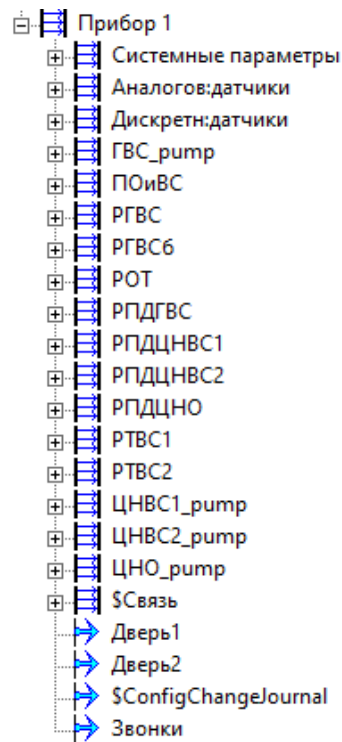 Прибор 1
Системные параметры
Аналогов:датчики
Дискретн:датчики
ГВС_pump
ПОиВС
РГВС
РГВС6
РОТ
РПДГВС
РПДЦНВС1
РПДЦНВС2
РПДЦНО
РТВС1
РТВС2
ЦНВС1_pump
ЦНВС2_pump
ЦНО_pump
$Связь
Дверь1
Дверь2
$ConfigChangeJournal
Звонки